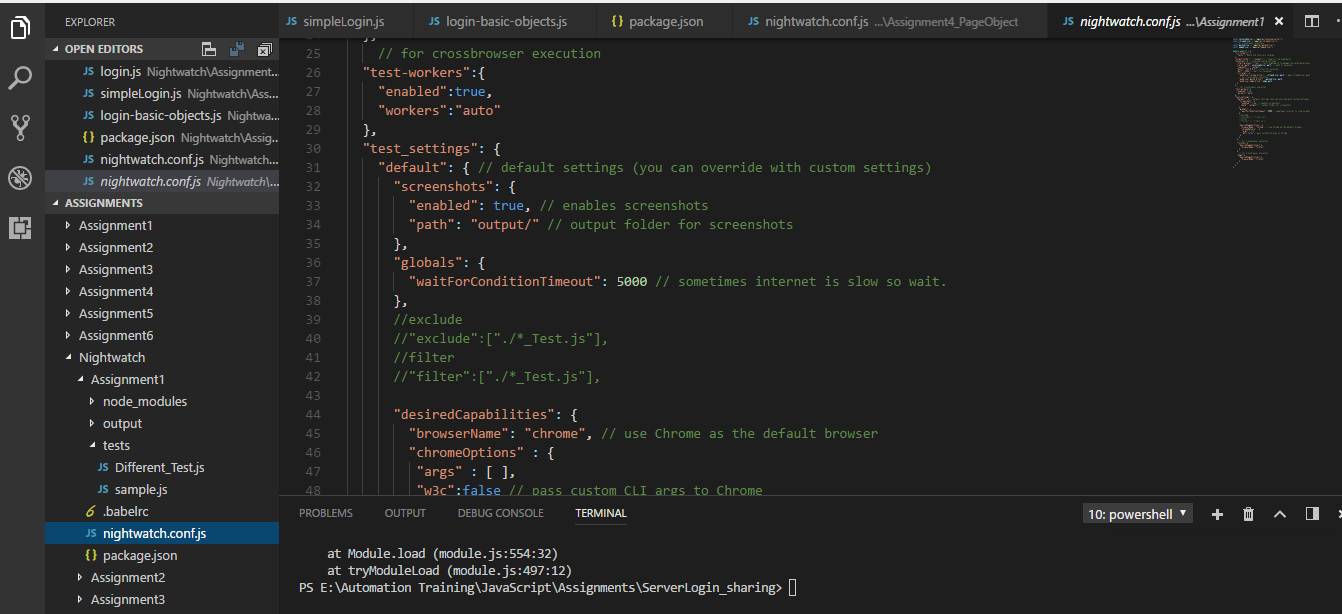 EXPLORER
OPEN EDITORS
JS login.js Nightwatch\Assignment...
JS simpleLogin.js Nightwatch\Ass...
JS login-basic-objects.js Nightwa...
{} package.json Nightwatch\Assig...
JS nightwatch.conf.js Nightwatch...
JS nightwatch.conf.js Nightwatch\...
ASSIGNMENTS
Assignment1
Assignment2
Assignment3
Assignment4
Assignment5
Assignment6
Nightwatch
Assignment1
node_modules
output
tests
JS Different_Test.js
JS sample.js
6 .babelrc
JS nightwatch.conf.js
{} package.json
Assignment2
Assignment3
JS simpleLogin.js
JS login-basic-objects.js
{} package.json
JS nightwatch.conf.js ...\Assignment4_PageObject
JS nightwatch.conf.js ...\Assignment1
25 // for crossbrowser execution
26 "test-workers":{
27 "enabled":true,
28 "workers":"auto"
29 },
30 "test_settings": {
31 "default": { // default settings (you can override with custom settings)
32 "screenshots": {
33 "enabled": true, // enables screenshots
34 "path": "output/" // output folder for screenshots
35 },
36 "globals": {
37 "waitForConditionTimeout": 5000 // sometimes internet is slow so wait.
38 },
39 //exclude
40 //"exclude":["./*_Test.js"],
41 //filter
42 //"filter":["./*_Test.js"],
43
44 "desiredCapabilities": {
45 "browserName": "chrome", // use Chrome as the default browser
46 "chromeOptions" : {
47 "args" : [ ],
48 "w3c":false // pass custom CLI args to Chrome
PROBLEMS
OUTPUT
DEBUG CONSOLE
TERMINAL
10: powershell
at Module.load (module.js:554:32)
at tryModuleLoad (module.js:497:12)
PS E:\Automation Training\JavaScript\Assignments\ServerLogin_sharing>